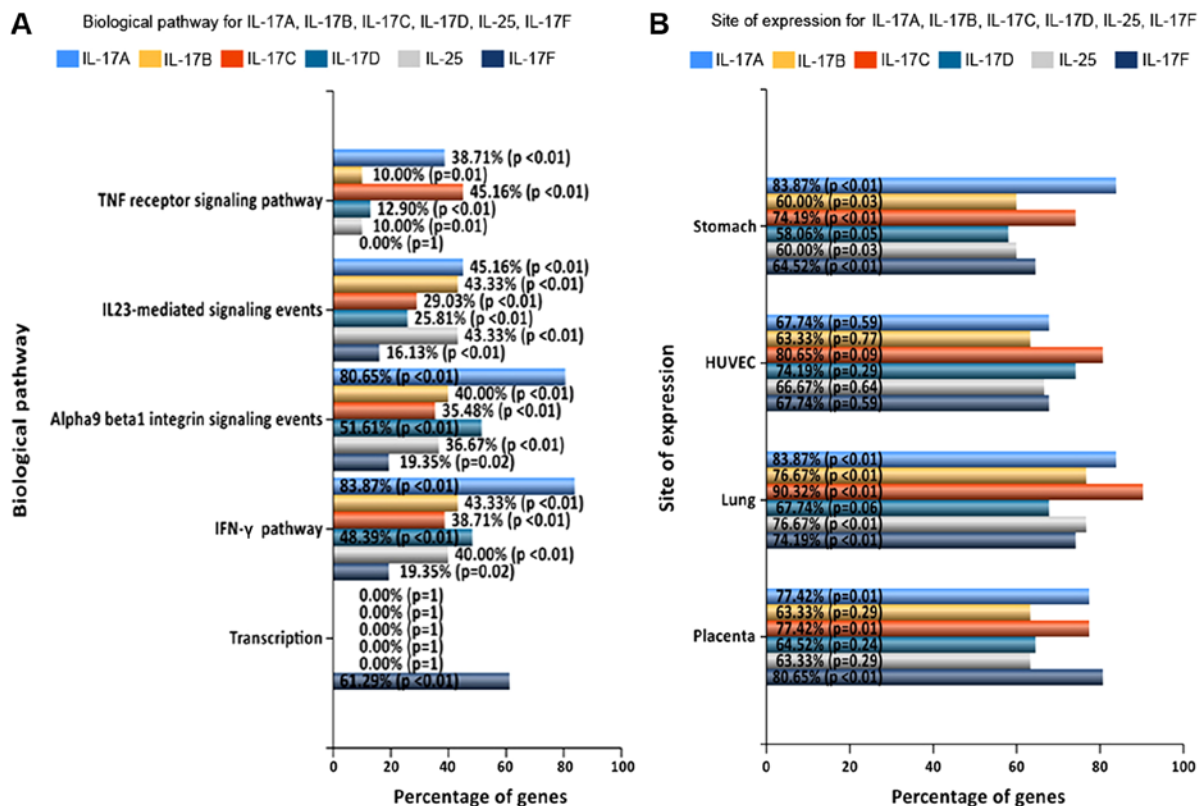 A
Biological pathway for IL-17A, IL-17B, IL-17C, IL-17D, IL-25, IL-17F
IL-17A IL-17B IL-17C IL-17D IL-25 IL-17F
Biological pathway
TNF receptor signaling pathway
38.71% (p <0.01)
10.00% (p=0.01)
45.16% (p <0.01)
12.90% (p <0.01)
10.00% (p=0.01)
0.00% (p=1)
IL23-mediated signaling events
45.16% (p <0.01)
43.33% (p <0.01)
29.03% (p <0.01)
25.81% (p <0.01)
43.33% (p <0.01)
16.13% (p <0.01)
Alpha9 beta1 integrin signaling events
80.65% (p <0.01)
40.00% (p <0.01)
35.48% (p <0.01)
51.61% (p <0.01)
36.67% (p <0.01)
19.35% (p=0.02)
IFN-γ pathway
83.87% (p <0.01)
43.33% (p <0.01)
38.71% (p <0.01)
48.39% (p <0.01)
40.00% (p <0.01)
19.35% (p=0.02)
Transcription
0.00% (p=1)
0.00% (p=1)
0.00% (p=1)
0.00% (p=1)
0.00% (p=1)
61.29% (p <0.01)
0 20 40 60 80 100
Percentage of genes
B
Site of expression for IL-17A, IL-17B, IL-17C, IL-17D, IL-25, IL-17F
IL-17A IL-17B IL-17C IL-17D IL-25 IL-17F
Site of expression
Stomach
83.87% (p <0.01)
60.00% (p=0.03)
74.19% (p <0.01)
58.06% (p=0.05)
60.00% (p=0.03)
64.52% (p <0.01)
HUVEC
67.74% (p=0.59)
63.33% (p=0.77)
80.65% (p=0.09)
74.19% (p=0.29)
66.67% (p=0.64)
67.74% (p=0.59)
Lung
83.87% (p <0.01)
76.67% (p <0.01)
90.32% (p <0.01)
67.74% (p=0.06)
76.67% (p <0.01)
74.19% (p <0.01)
Placenta
77.42% (p=0.01)
63.33% (p=0.29)
77.42% (p=0.01)
64.52% (p=0.24)
63.33% (p=0.29)
80.65% (p <0.01)
0 20 40 60 80 100
Percentage of genes